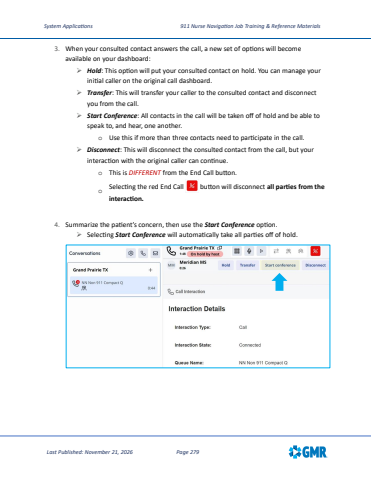 System Applications
911 Nurse Navigation Job Training & Reference Materials
3. When your consulted contact answers the call, a new set of options will become
available on your dashboard:
➢ Hold: This option will put your consulted contact on hold. You can manage your
initial caller on the original call dashboard.
➢ Transfer: This will transfer your caller to the consulted contact and disconnect
you from the call.
➢ Start Conference: All contacts in the call will be taken off of hold and be able to
speak to, and hear, one another.
o Use this if more than three contacts need to participate in the call.
➢ Disconnect: This will disconnect the consulted contact from the call, but your
interaction with the original caller can continue.
o This is DIFFERENT from the End Call button.
o Selecting the red End Call button will disconnect all parties from the
interaction.
4. Summarize the patient's concern, then use the Start Conference option.
➢ Selecting Start Conference will automatically take all parties off of hold.
Conversations
Grand Prairie TX
On hold by host
Grand Prairie TX +
Meridian MS
Hold Transfer Start conference Disconnect
NN Non 911 Compact Q
0:44
Call Interaction
Interaction Details
Interaction Type: Call
Interaction State: Connected
Queue Name: NN Non 911 Compact Q
Last Published: November 21, 2026
Page 279
GMR